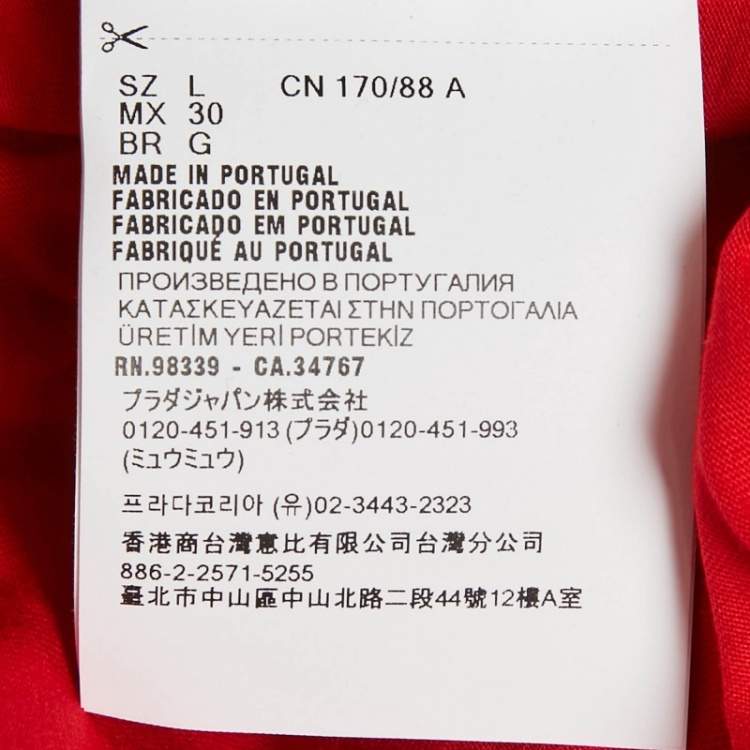 SZ L CN 170/88 A
MX 30
BR G
MADE IN PORTUGAL
FABRICADO EN PORTUGAL
FABRICADO EM PORTUGAL
FABRIQUÉ AU PORTUGAL
ПРОИЗВЕДЕНО В ПОРТУГАЛИЯ
ΚΑΤΑΣΚΕΥΑΖΕΤΑΙ ΣΤΗΝ ΠΟΡΤΟΓΑΛΙΑ
ÜRETİM YERİ PORTEKİZ
RN.98339 - CA.34767
プラダジャパン株式会社
0120-451-913 (プラダ)0120-451-993
(ミュウミュウ)
프라다코리아 (유)02-3443-2323
香港商台灣惠比有限公司台灣分公司
886-2-2571-5255
臺北市中山區中山北路二段44號12樓A室